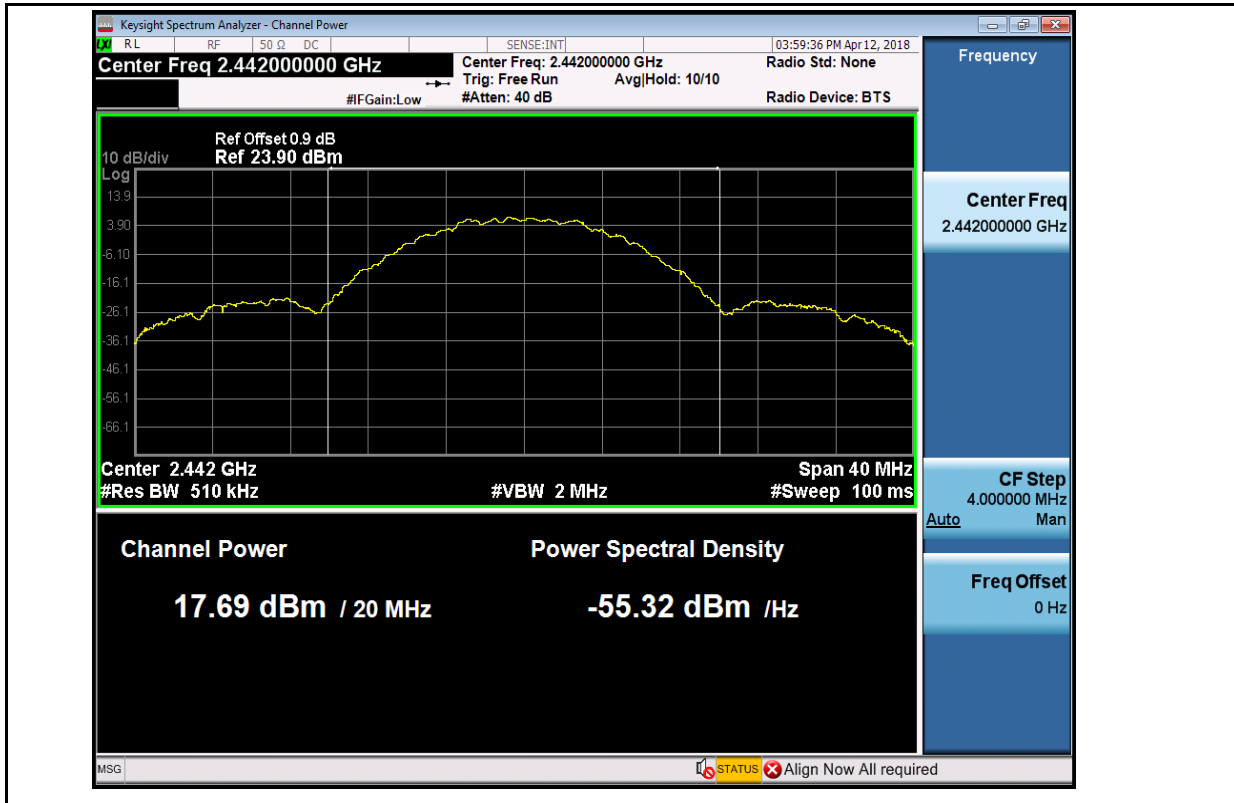 Keysight Spectrum Analyzer - Channel Power
LXI RL RF 50 Ω DC SENSE:INT 03:59:36 PM Apr 12, 2018
Center Freq 2.442000000 GHz
#IFGain:Low
Center Freq: 2.442000000 GHz
Trig: Free Run Avg|Hold: 10/10
#Atten: 40 dB
Radio Std: None
Radio Device: BTS
Ref Offset 0.9 dB
10 dB/div Ref 23.90 dBm
Log
13.9
3.90
-6.10
-16.1
-26.1
-36.1
-46.1
-56.1
-66.1
Center 2.442 GHz Span 40 MHz
#Res BW 510 kHz #VBW 2 MHz #Sweep 100 ms
Channel Power Power Spectral Density
17.69 dBm / 20 MHz -55.32 dBm /Hz
Frequency
Center Freq
2.442000000 GHz
CF Step
4.000000 MHz
Auto Man
Freq Offset
0 Hz
MSG STATUS Align Now All required